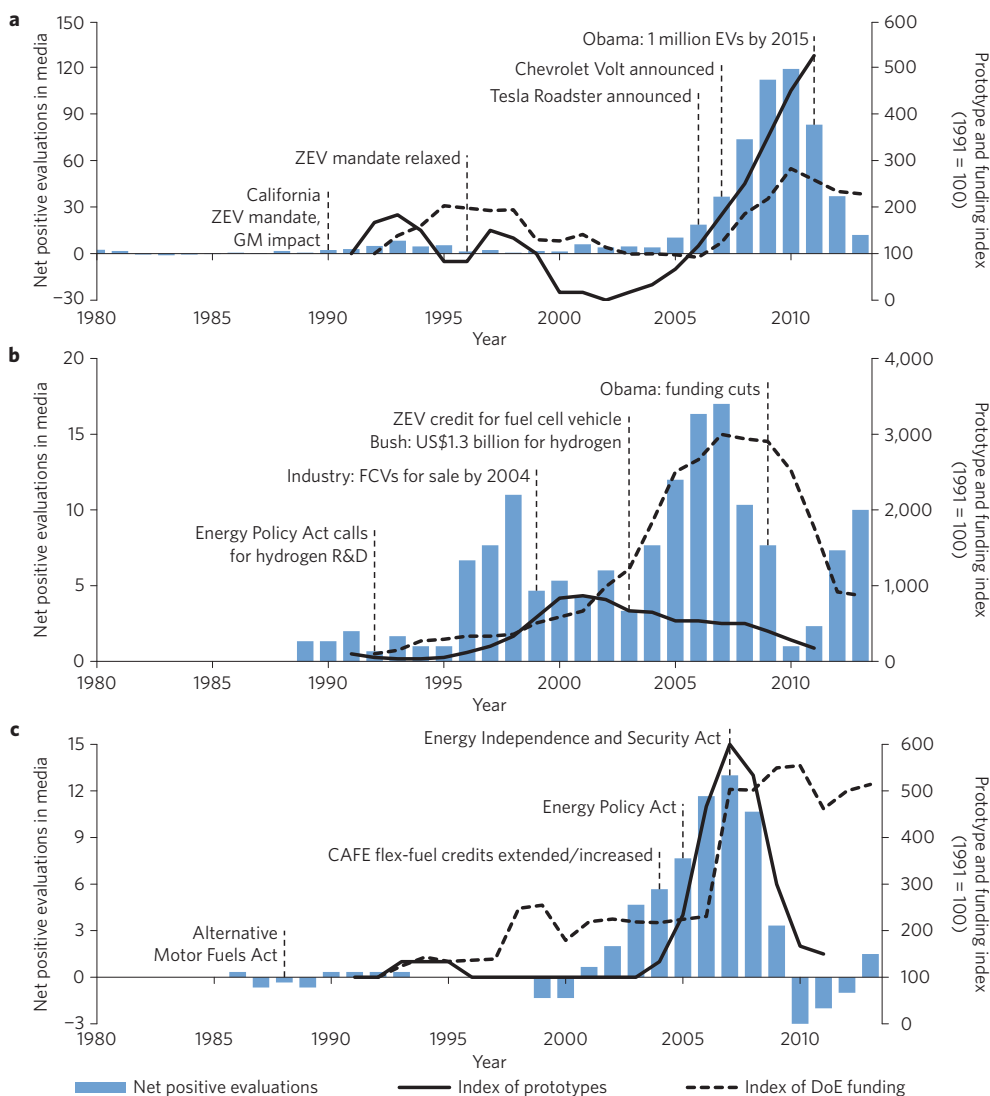 a
150
120
90
60
30
0
−30
Net positive evaluations in media
600
500
400
300
200
100
0
Prototype and funding index
(1991 = 100)
Obama: 1 million EVs by 2015
Chevrolet Volt announced
Tesla Roadster announced
ZEV mandate relaxed
California
ZEV mandate,
GM impact
1980
1985
1990
1995
2000
2005
2010
Year
b
20
15
10
5
0
Net positive evaluations in media
4,000
3,000
2,000
1,000
0
Prototype and funding index
(1991 = 100)
Obama: funding cuts
ZEV credit for fuel cell vehicle
Bush: US$1.3 billion for hydrogen
Industry: FCVs for sale by 2004
Energy Policy Act calls
for hydrogen R&D
1980
1985
1990
1995
2000
2005
2010
Year
c
15
12
9
6
3
0
−3
Net positive evaluations in media
600
500
400
300
200
100
0
Prototype and funding index
(1991 = 100)
Energy Independence and Security Act
Energy Policy Act
CAFE flex-fuel credits extended/increased
Alternative
Motor Fuels Act
1980
1985
1990
1995
2000
2005
2010
Year
Net positive evaluations
Index of prototypes
Index of DoE funding